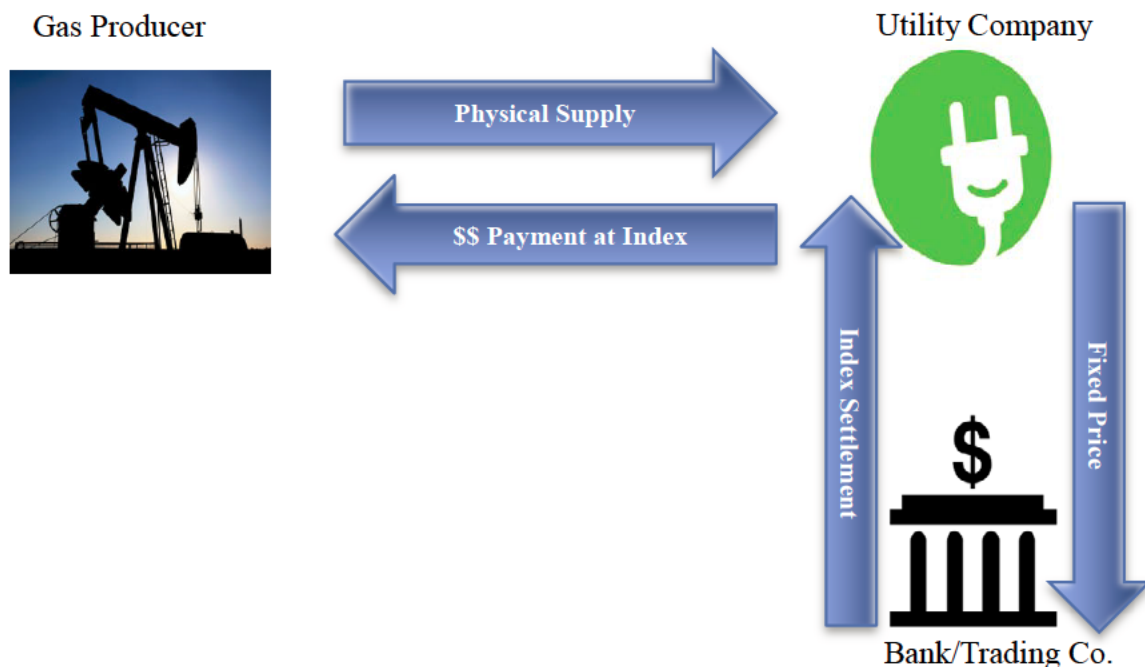 Gas Producer
Utility Company
Physical Supply
$$ Payment at Index
Index Settlement
Fixed Price
$
Bank/Trading Co.